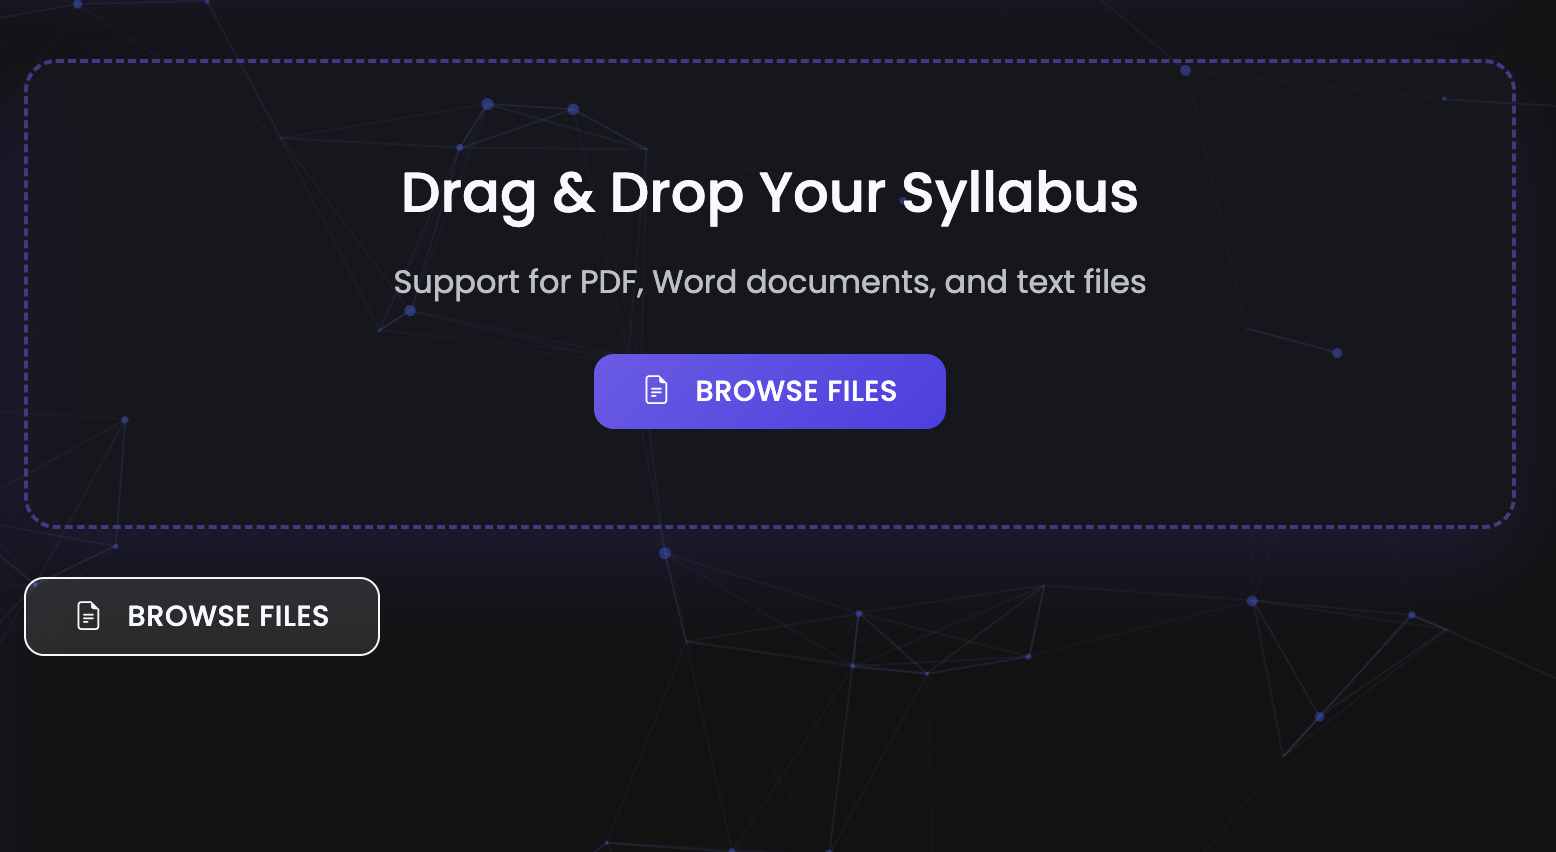 Drag & Drop Your Syllabus
Support for PDF, Word documents, and text files
BROWSE FILES
BROWSE FILES